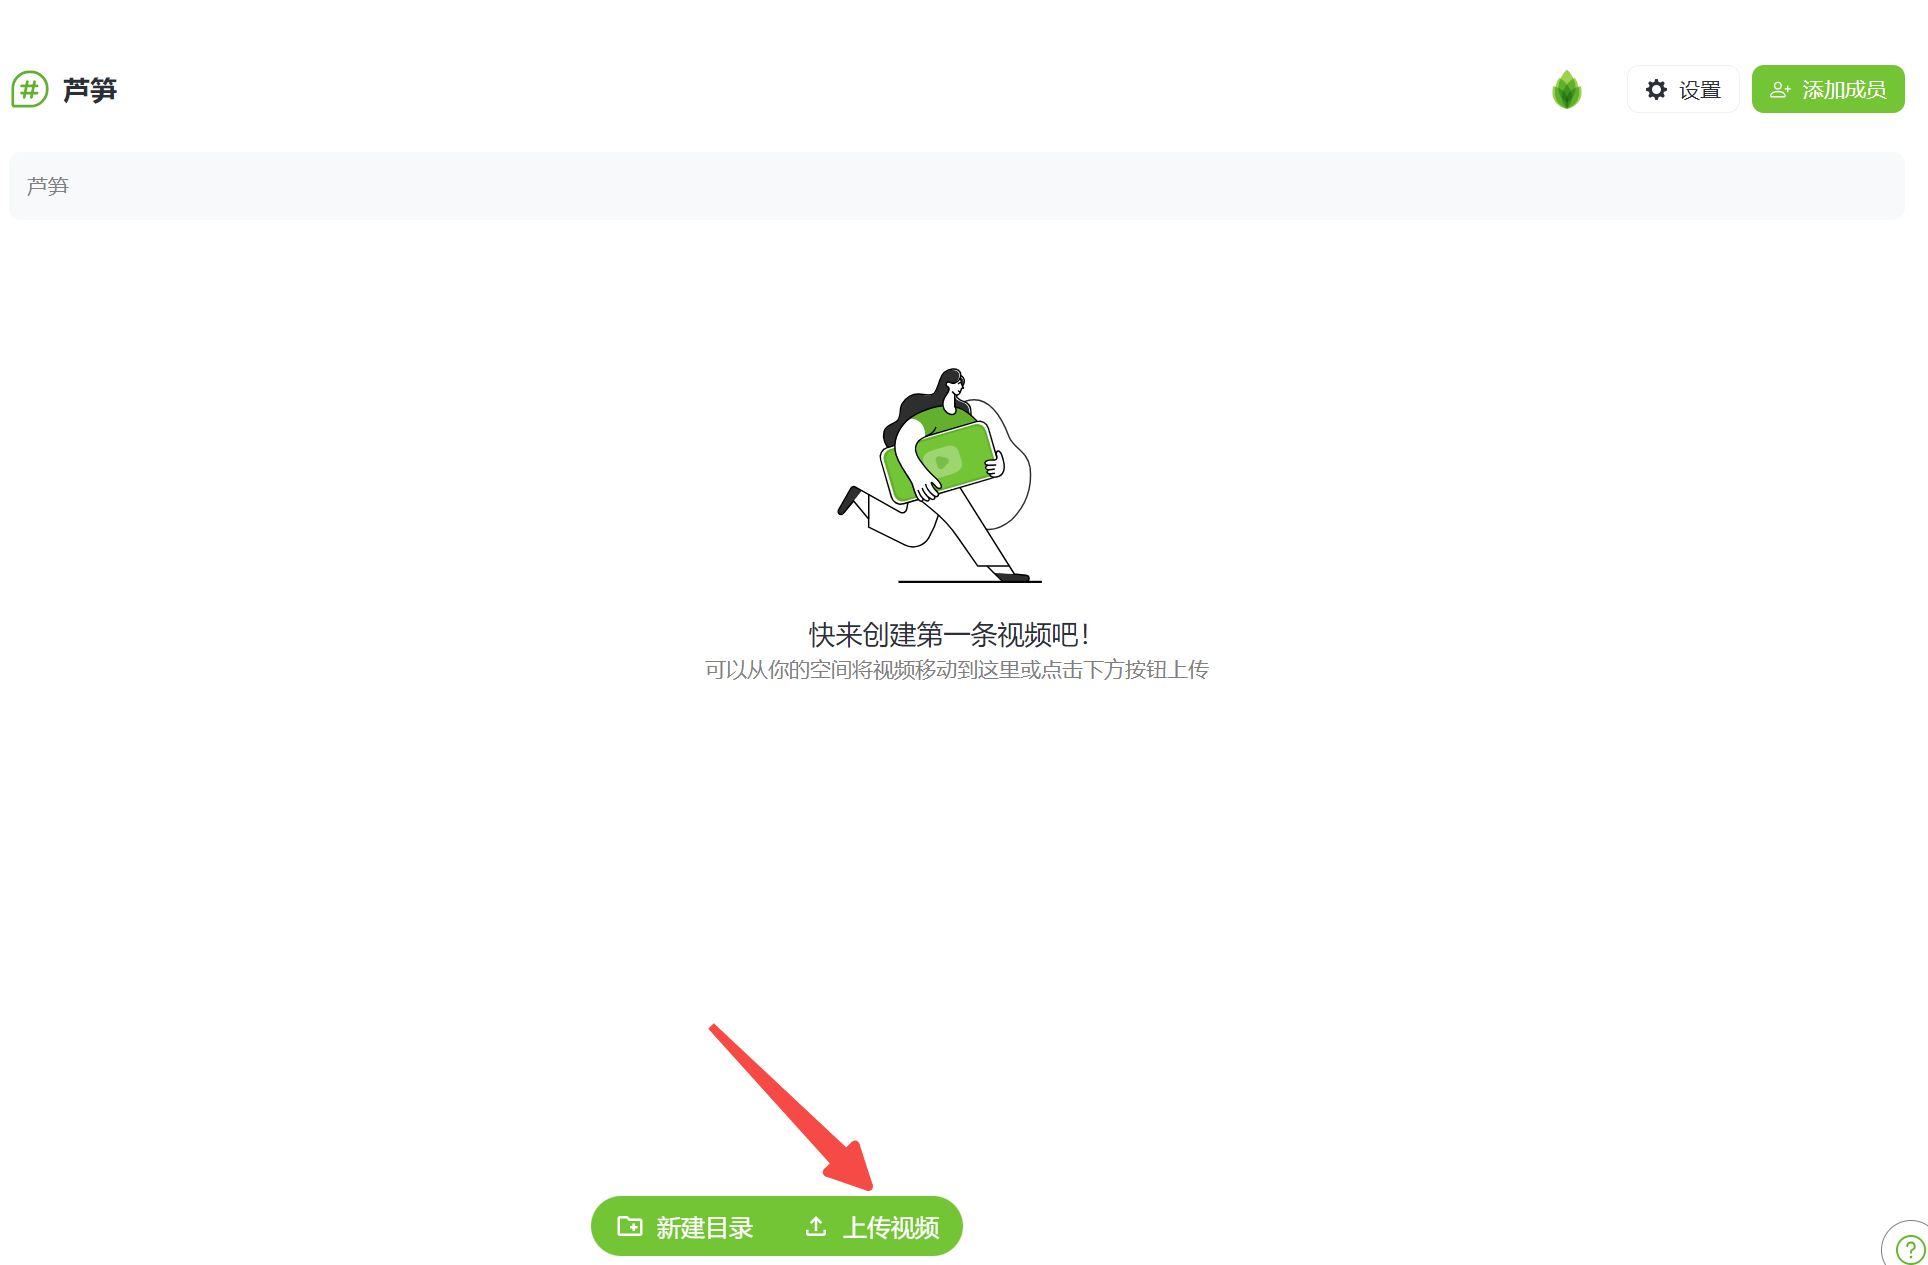 芦笋
设置
添加成员
芦笋
快来创建第一条视频吧！
可以从你的空间将视频移动到这里或点击下方按钮上传
新建目录
上传视频